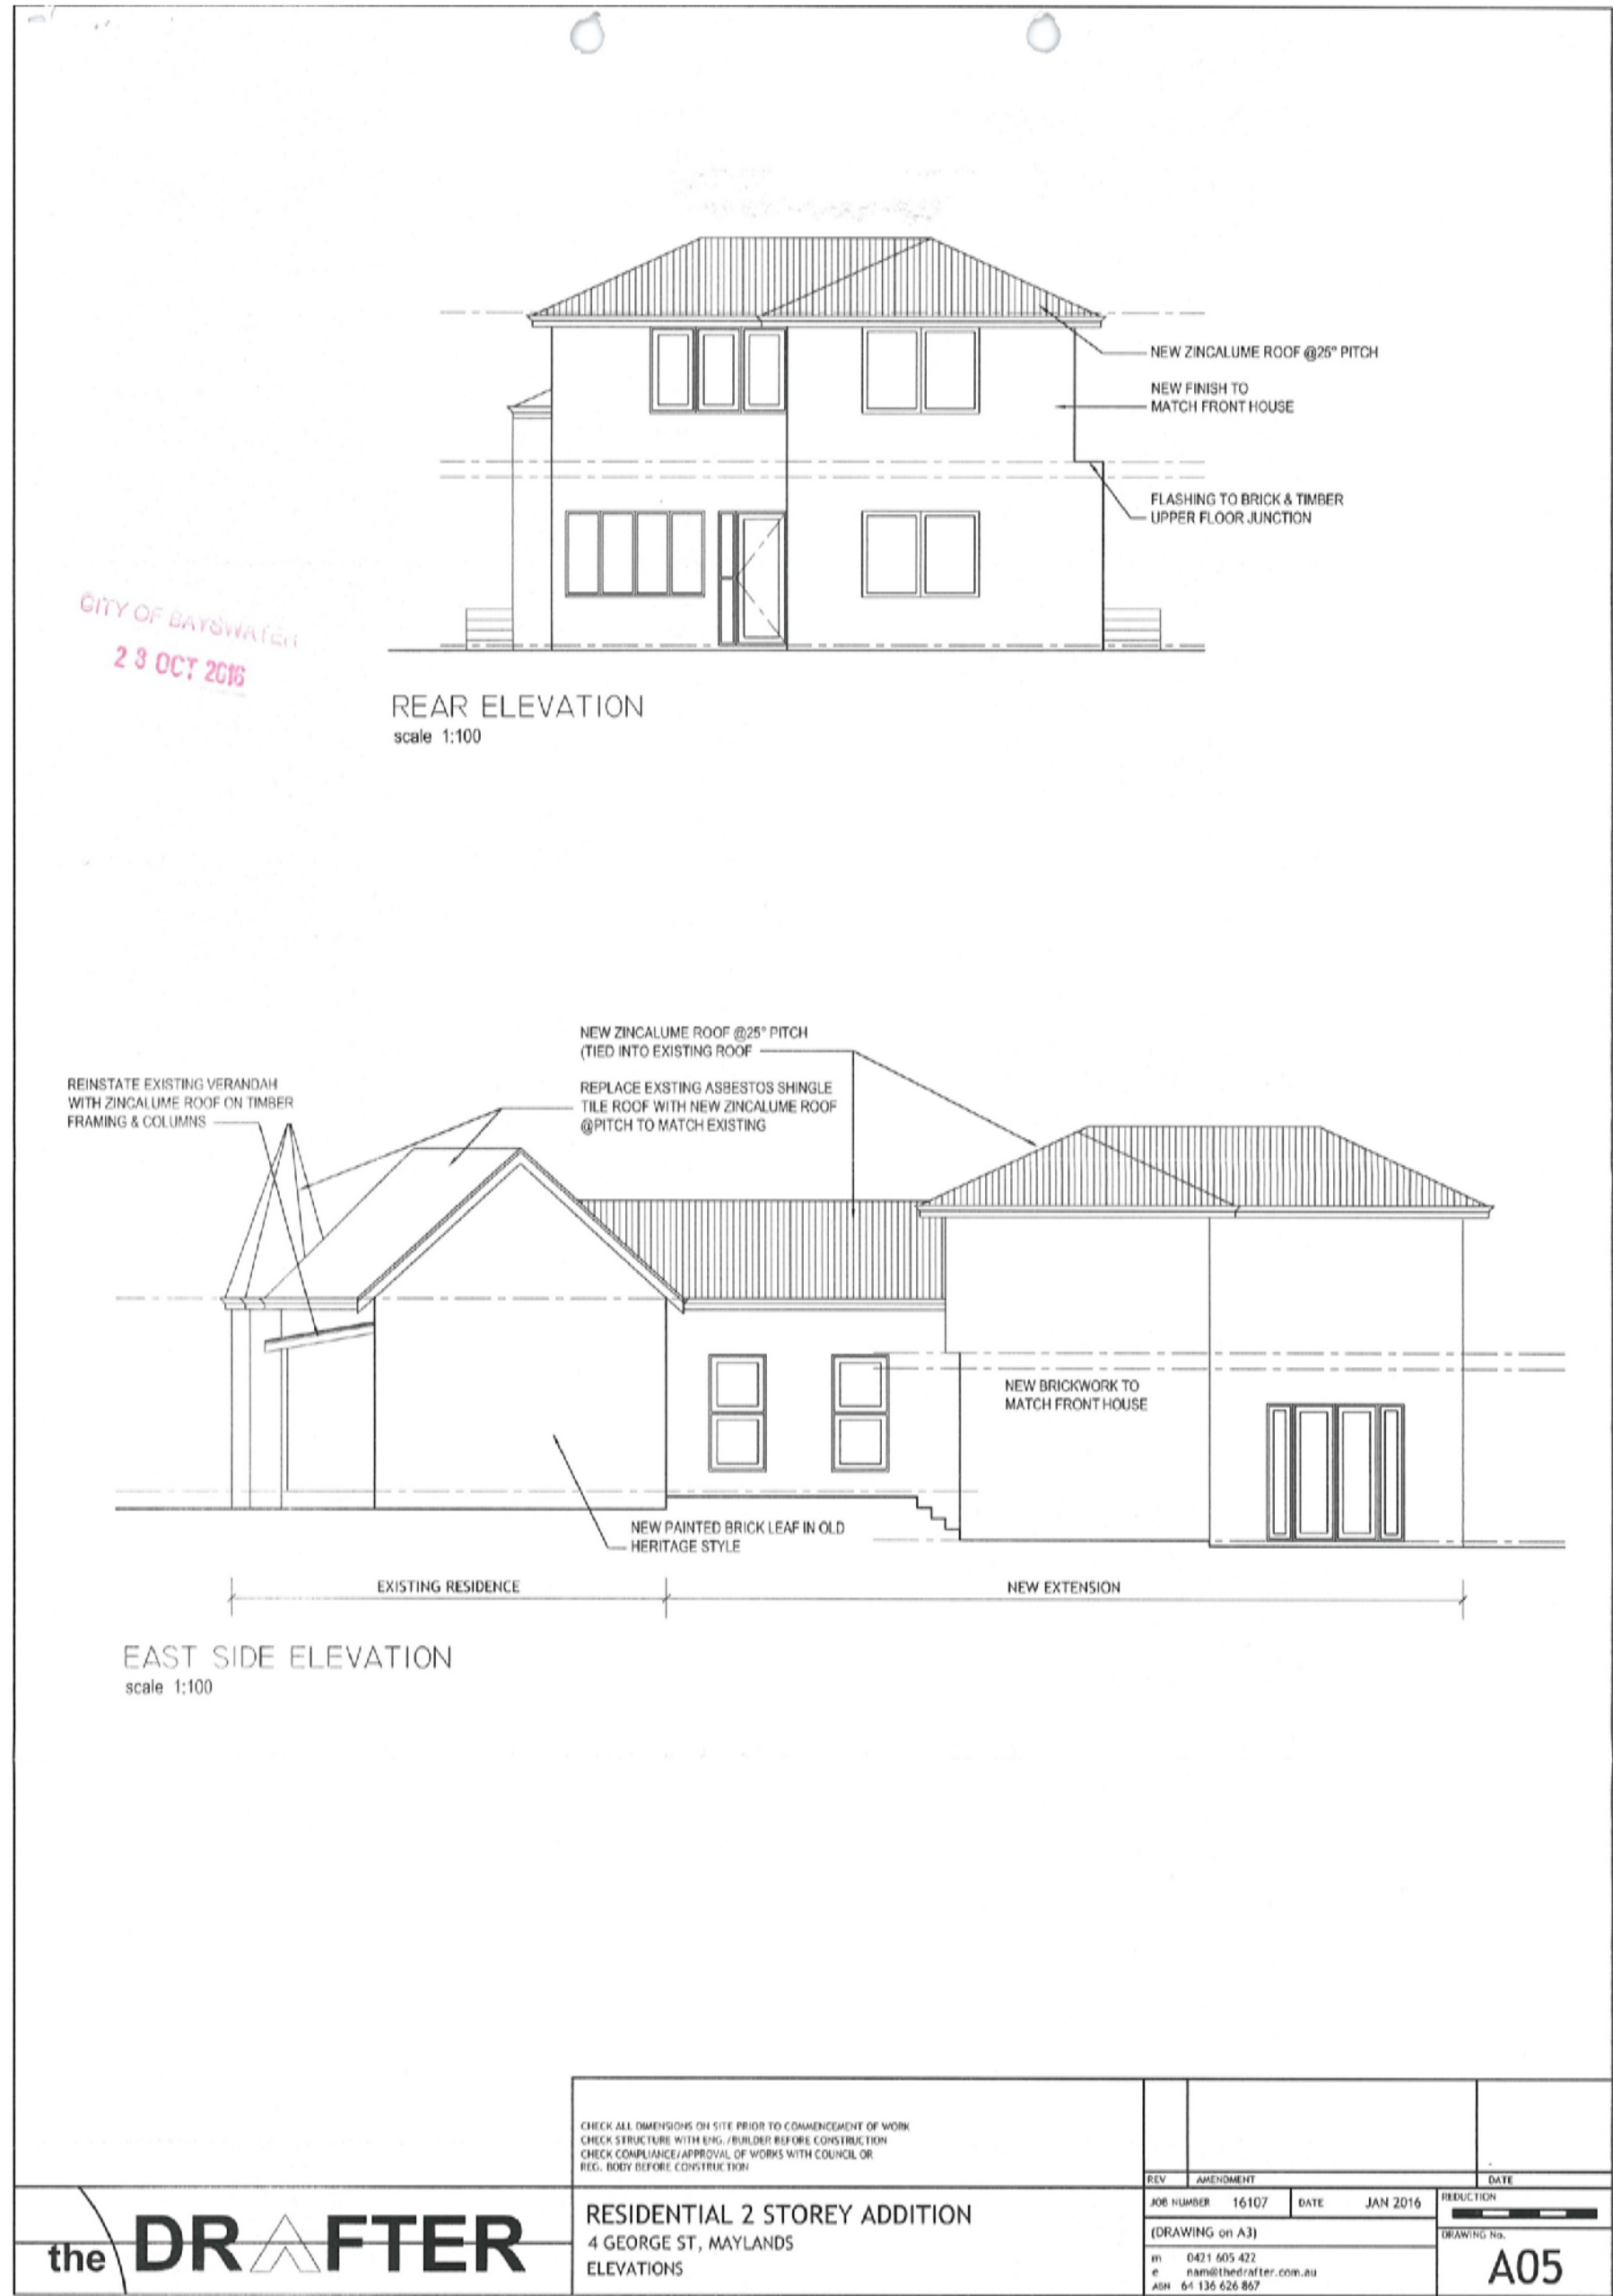 NEW ZINCALUME ROOF @25° PITCH
NEW FINISH TO
MATCH FRONT HOUSE
FLASHING TO BRICK & TIMBER
UPPER FLOOR JUNCTION
CITY OF BAYSWATER
OCT 2016
REAR ELEVATION
scale 1:100
NEW ZINCALUME ROOF @25° PITCH
(TIED INTO EXISTING ROOF
REINSTATE EXISTING VERANDAH
WITH ZINCALUME ROOF ON TIMBER
FRAMING & COLUMNS
REPLACE EXSTING ASBESTOS SHINGLE
TILE ROOF WITH NEW ZINCALUME ROOF
@PITCH TO MATCH EXISTING
NEW BRICKWORK TO
MATCH FRONT HOUSE
NEW PAINTED BRICK LEAF IN OLD
HERITAGE STYLE
EXISTING RESIDENCE
NEW EXTENSION
EAST SIDE ELEVATION
scale 1:100
CHECK ALL DIMENSIONS ON SITE PRIOR TO COMMENCEMENT OF WORK
CHECK STRUCTURE WITH ENG./BUILDER BEFORE CONSTRUCTION
CHECK COMPLIANCE/APPROVAL OF WORKS WITH COUNCIL OR
REG. BODY BEFORE CONSTRUCTION
REV AMENDMENT DATE
the DRAFTER
RESIDENTIAL 2 STOREY ADDITION
4 GEORGE ST, MAYLANDS
ELEVATIONS
JOB NUMBER 16107 DATE JAN 2016
(DRAWING on A3)
m 0421 605 422
e nam@thedrafter.com.au
ABN 64 136 626 867
REDUCTION
DRAWING No.
A05